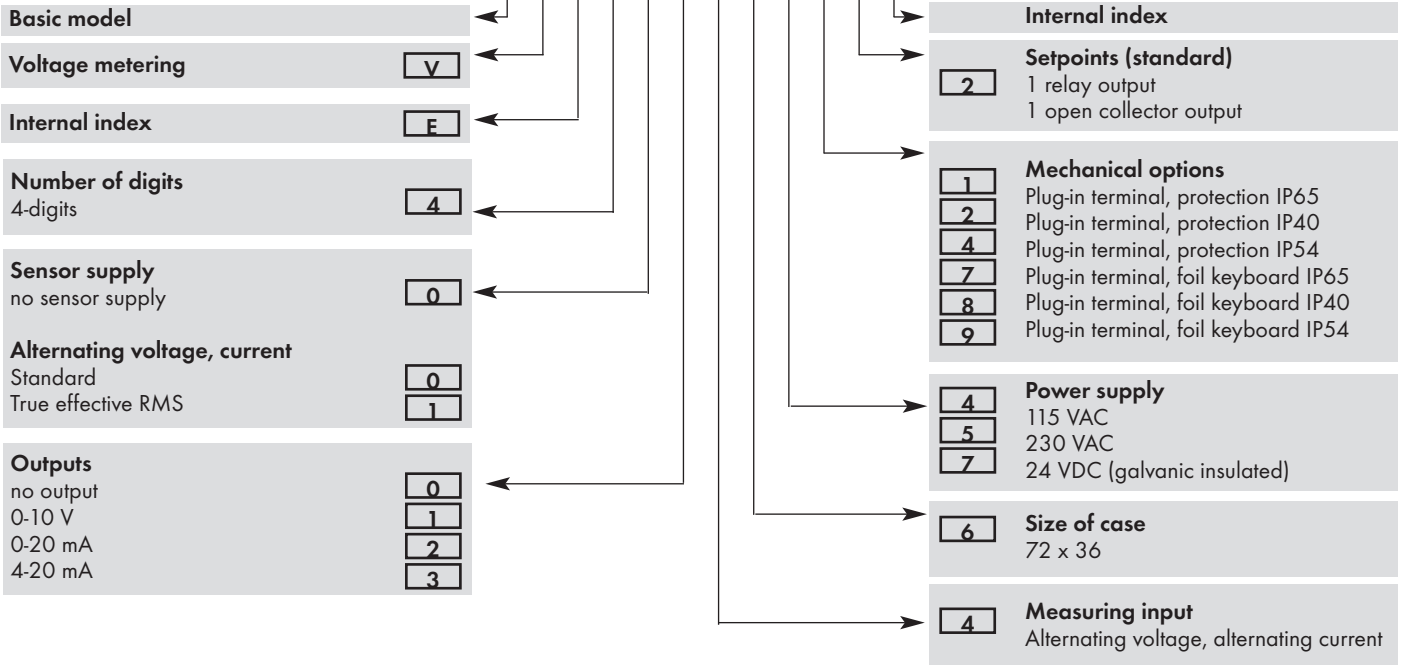 Basic model
Voltage metering V
Internal index E
Number of digits
4-digits 4
Sensor supply
no sensor supply 0
Alternating voltage, current
Standard 0
True effective RMS 1
Outputs
no output 0
0-10 V 1
0-20 mA 2
4-20 mA 3
Internal index
Setpoints (standard)
2 1 relay output
1 open collector output
Mechanical options
1 Plug-in terminal, protection IP65
2 Plug-in terminal, protection IP40
4 Plug-in terminal, protection IP54
7 Plug-in terminal, foil keyboard IP65
8 Plug-in terminal, foil keyboard IP40
9 Plug-in terminal, foil keyboard IP54
Power supply
4 115 VAC
5 230 VAC
7 24 VDC (galvanic insulated)
Size of case
6 72 x 36
Measuring input
4 Alternating voltage, alternating current